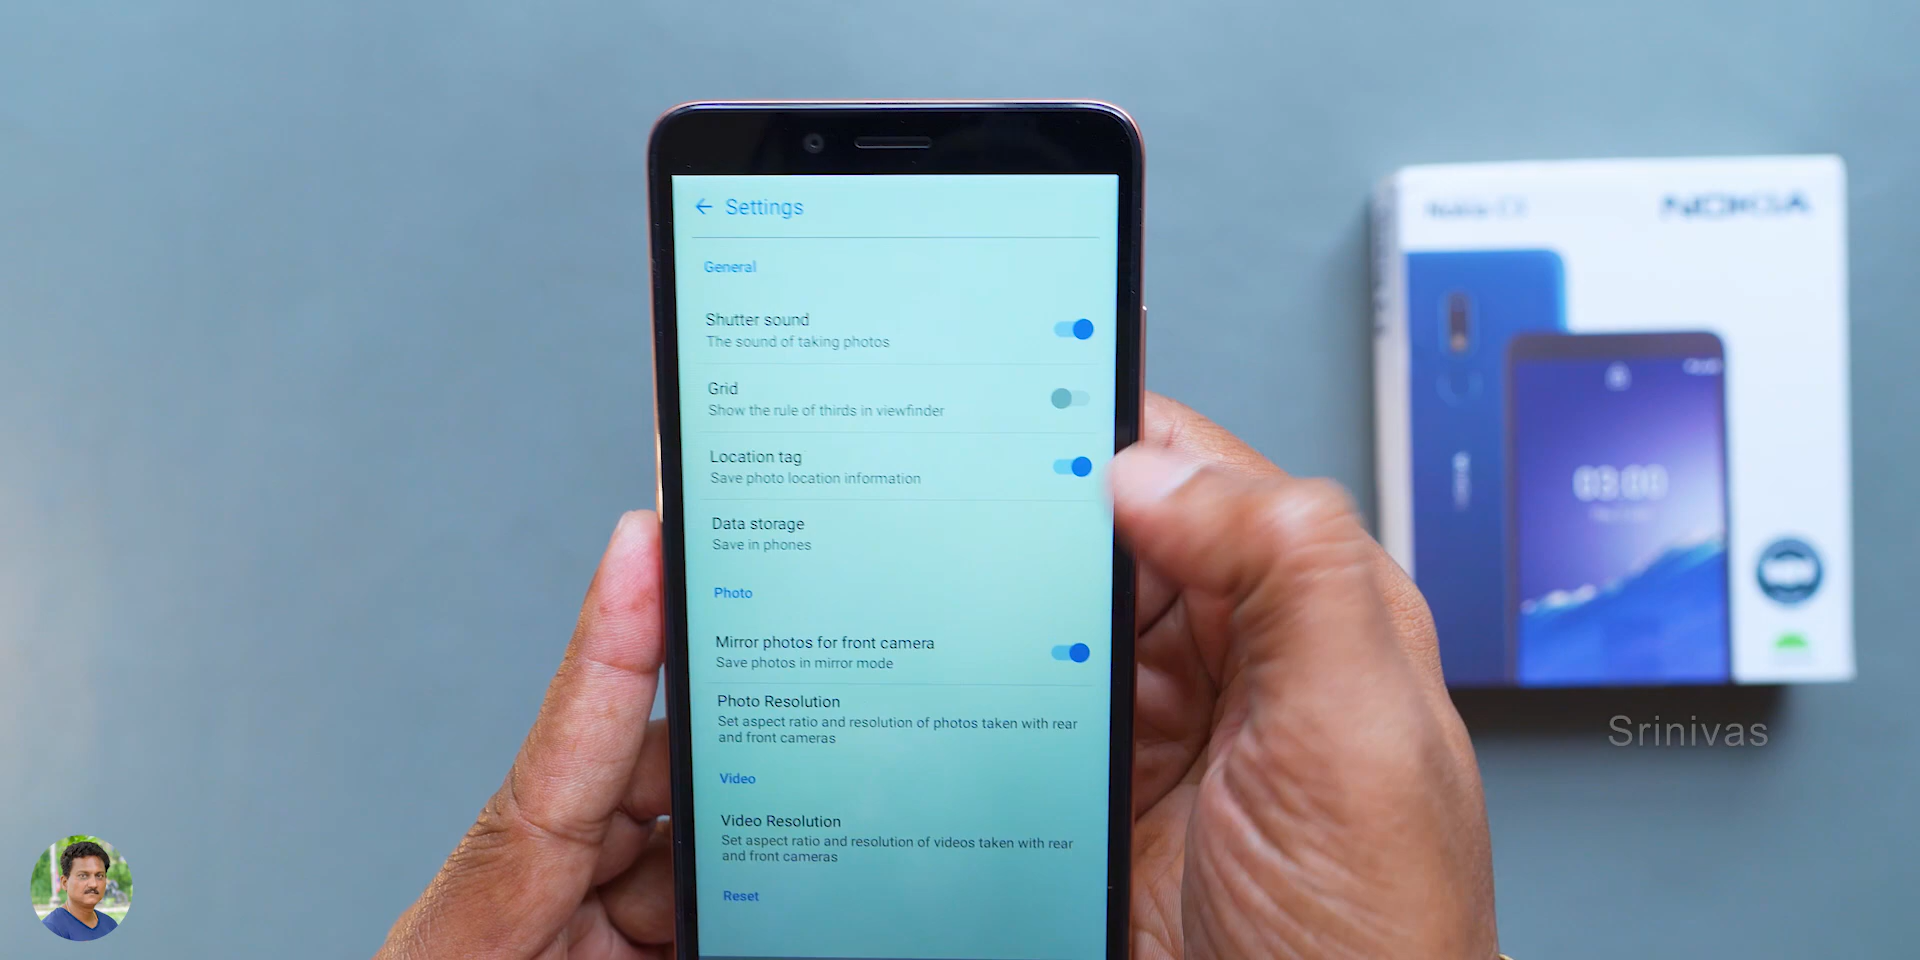 Settings
General
Shutter sound
The sound of taking photos
Grid
Show the rule of thirds in viewfinder
Location tag
Save photo location information
Data storage
Save in phones
Photo
Mirror photos for front camera
Save photos in mirror mode
Photo Resolution
Set aspect ratio and resolution of photos taken with rear
and front cameras
Video
Video Resolution
Set aspect ratio and resolution of videos taken with rear
and front cameras
Reset
Nokia
NOKIA
03:00
Srinivas